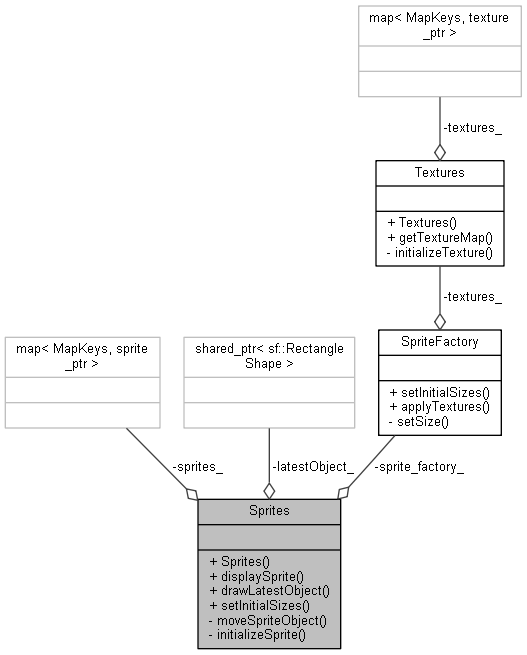 map< MapKeys, texture
_ptr >
-textures_
Textures
+ Textures()
+ getTextureMap()
- initializeTexture()
-textures_
map< MapKeys, sprite
_ptr >
shared_ptr< sf::Rectangle
Shape >
SpriteFactory
+ setInitialSizes()
+ applyTextures()
- setSize()
-sprites_
-latestObject_
-sprite_factory_
Sprites
+ Sprites()
+ displaySprite()
+ drawLatestObject()
+ setInitialSizes()
- moveSpriteObject()
- initializeSprite()